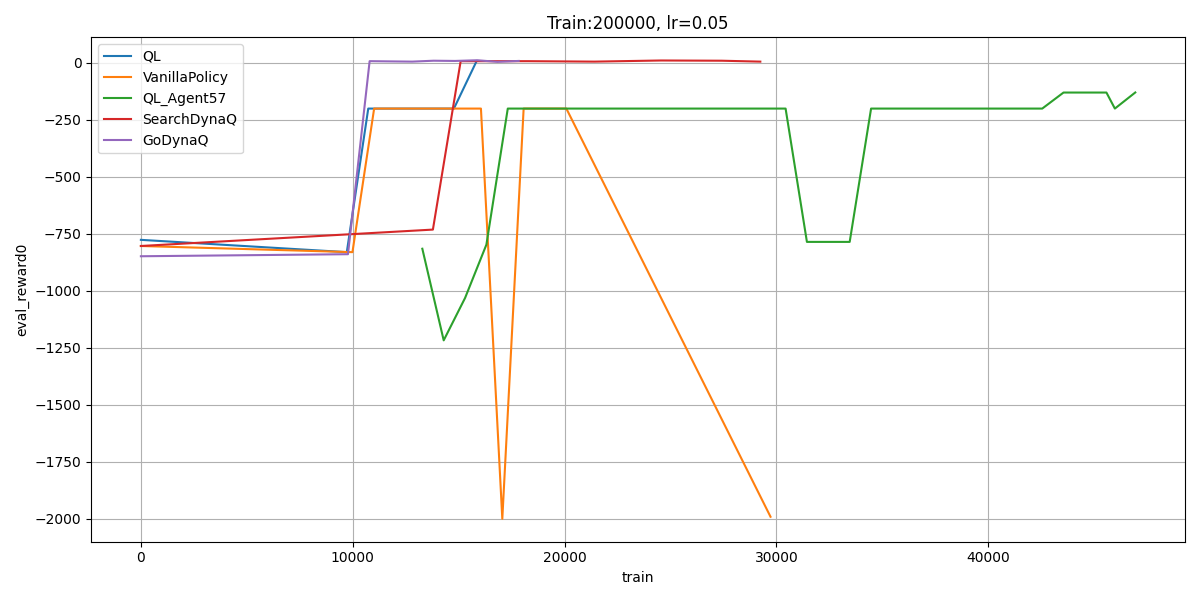 Train:200000, lr=0.05
QL
VanillaPolicy
QL_Agent57
SearchDynaQ
GoDynaQ
eval_reward0
0
−250
−500
−750
−1000
−1250
−1500
−1750
−2000
0 10000 20000 30000 40000
train